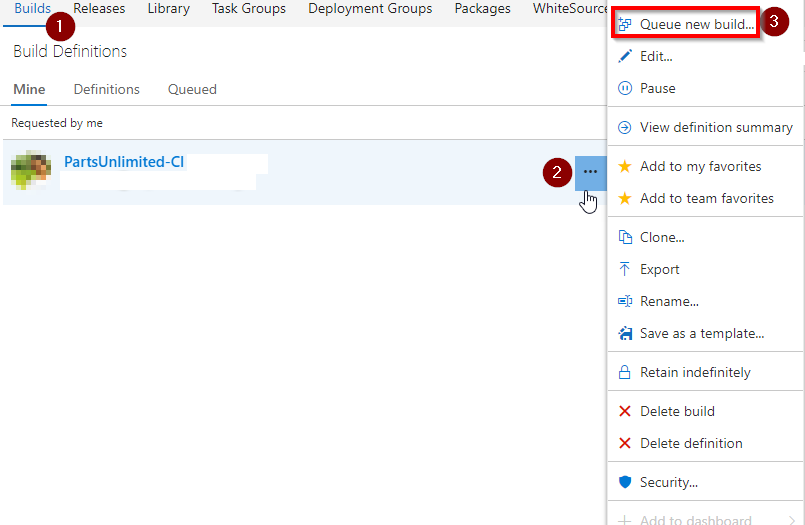 Builds Releases Library Task Groups Deployment Groups Packages WhiteSource
1
Build Definitions
Mine Definitions Queued
Requested by me
PartsUnlimited-CI
2
...
Queue new build...
3
Edit...
Pause
View definition summary
Add to my favorites
Add to team favorites
Clone...
Export
Rename...
Save as a template...
Retain indefinitely
Delete build
Delete definition
Security...
Add to dashboard